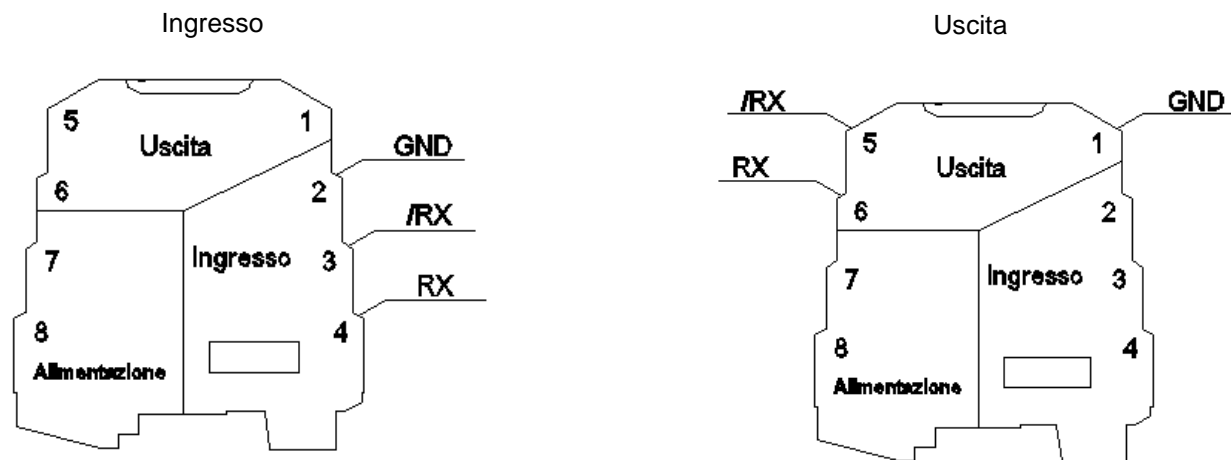 Ingresso
5
1
Uscita
GND
6
2
/RX
7
Ingresso
3
RX
8
4
Alimentazione
Uscita
/RX
GND
5
1
Uscita
RX
6
2
7
Ingresso
3
8
4
Alimentazione